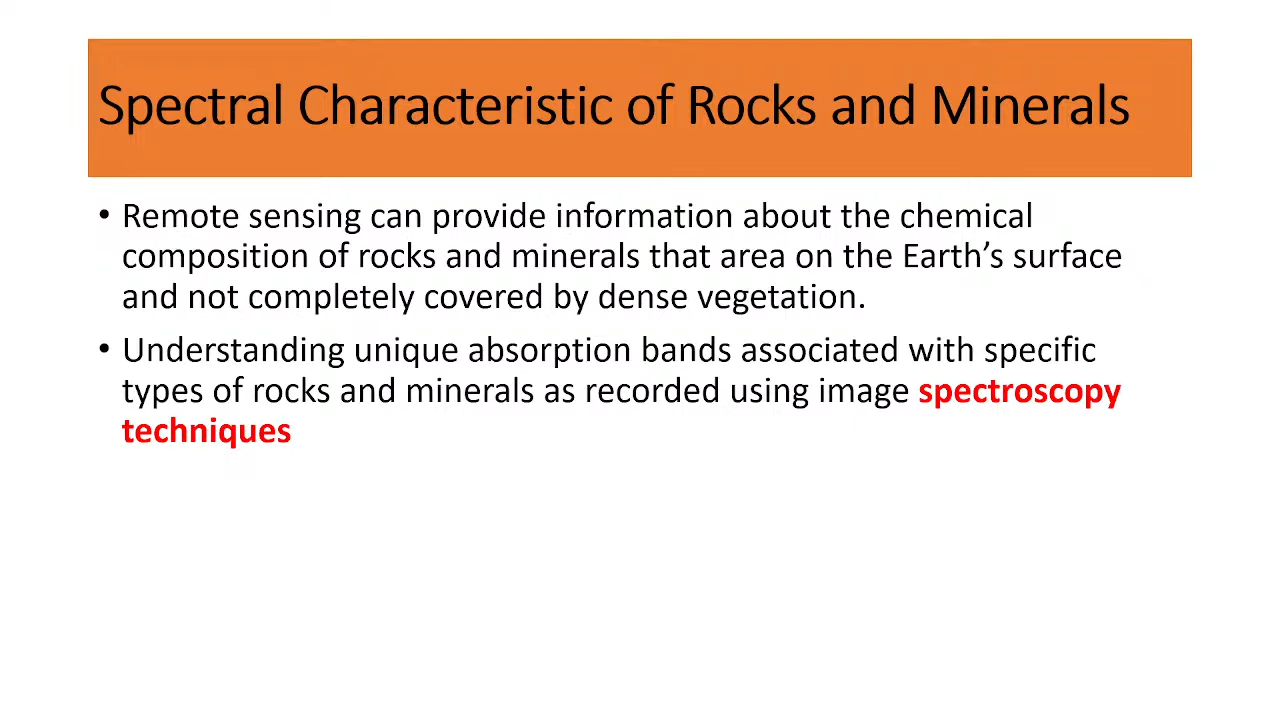 Spectral Characteristic of Rocks and Minerals
• Remote sensing can provide information about the chemical
composition of rocks and minerals that area on the Earth’s surface
and not completely covered by dense vegetation.
• Understanding unique absorption bands associated with specific
types of rocks and minerals as recorded using image spectroscopy
techniques